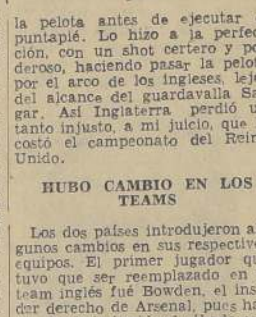 la pelota antes de ejecutar
puntapié. Lo hizo a la perfec
ción, con un shot certero y po
deroso, haciendo pasar la pelot
por el arco de los ingleses, lej
del alcance del guardavalla Sa
gar. Así Inglaterra perdió u
tanto injusto, a mi juicio, que
costó el campeonato del Rein
Unido.
HUBO CAMBIO EN LOS
TEAMS
Los dos países introdujeron a
gunos cambios en sus respectiv
equipos. El primer jugador qu
tuvo que ser reemplazado en
team inglés fué Bowden, el ins
der derecho de Arsenal, pues ha